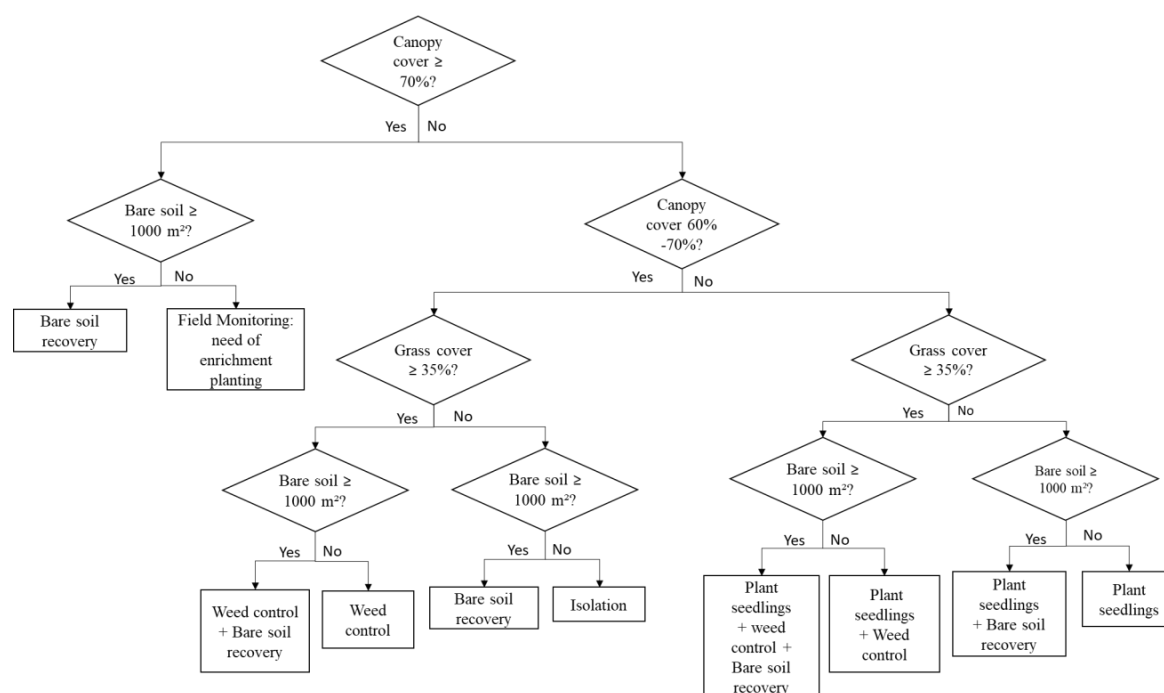 Canopy
cover ≥
70%?
Yes
No
Bare soil ≥
1000 m²?
Canopy
cover 60%
-70%?
Yes
No
Yes
No
Bare soil
recovery
Field Monitoring:
need of
enrichment
planting
Grass cover
≥ 35%?
Grass cover
≥ 35%?
Yes
No
Yes
No
Bare soil ≥
1000 m²?
Bare soil ≥
1000 m²?
Bare soil ≥
1000 m²?
Bare soil ≥
1000 m²?
Yes
No
Yes
No
Yes
No
Yes
No
Weed control
+ Bare soil
recovery
Weed
control
Bare soil
recovery
Isolation
Plant
seedlings
+ weed
control +
Bare soil
recovery
Plant
seedlings
+ Weed
control
Plant
seedlings
+ Bare soil
recovery
Plant
seedlings